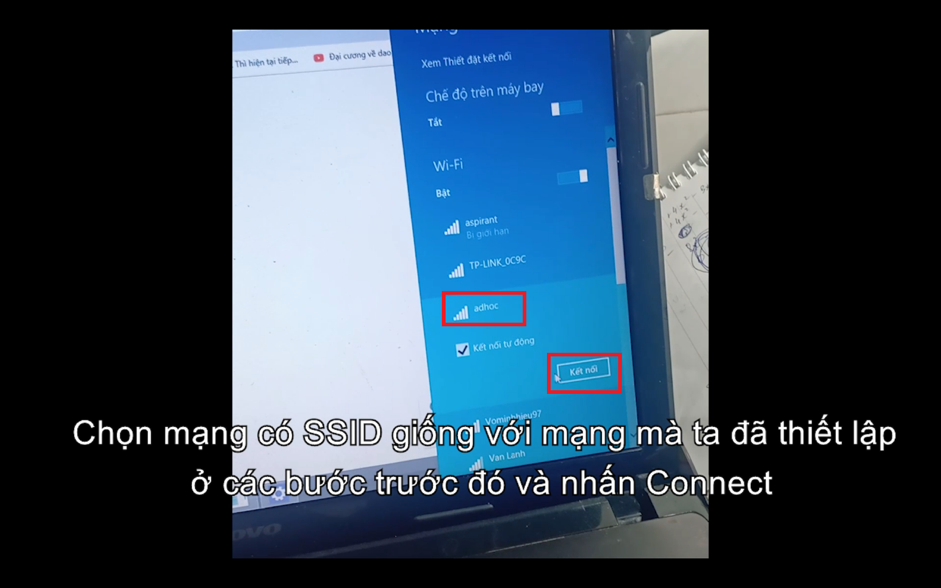 Mạng
Thì hiện tại tiếp...
Đại cương về dao
Xem Thiết đặt kết nối
Chế độ trên máy bay
Tắt
Wi-Fi
Bật
aspirant
Bị giới hạn
TP-LINK_0C9C
adhoc
Kết nối tự động
Kết nối
Vominhhieu97
Van Lanh
Chọn mạng có SSID giống với mạng mà ta đã thiết lập
ở các bước trước đó và nhấn Connect